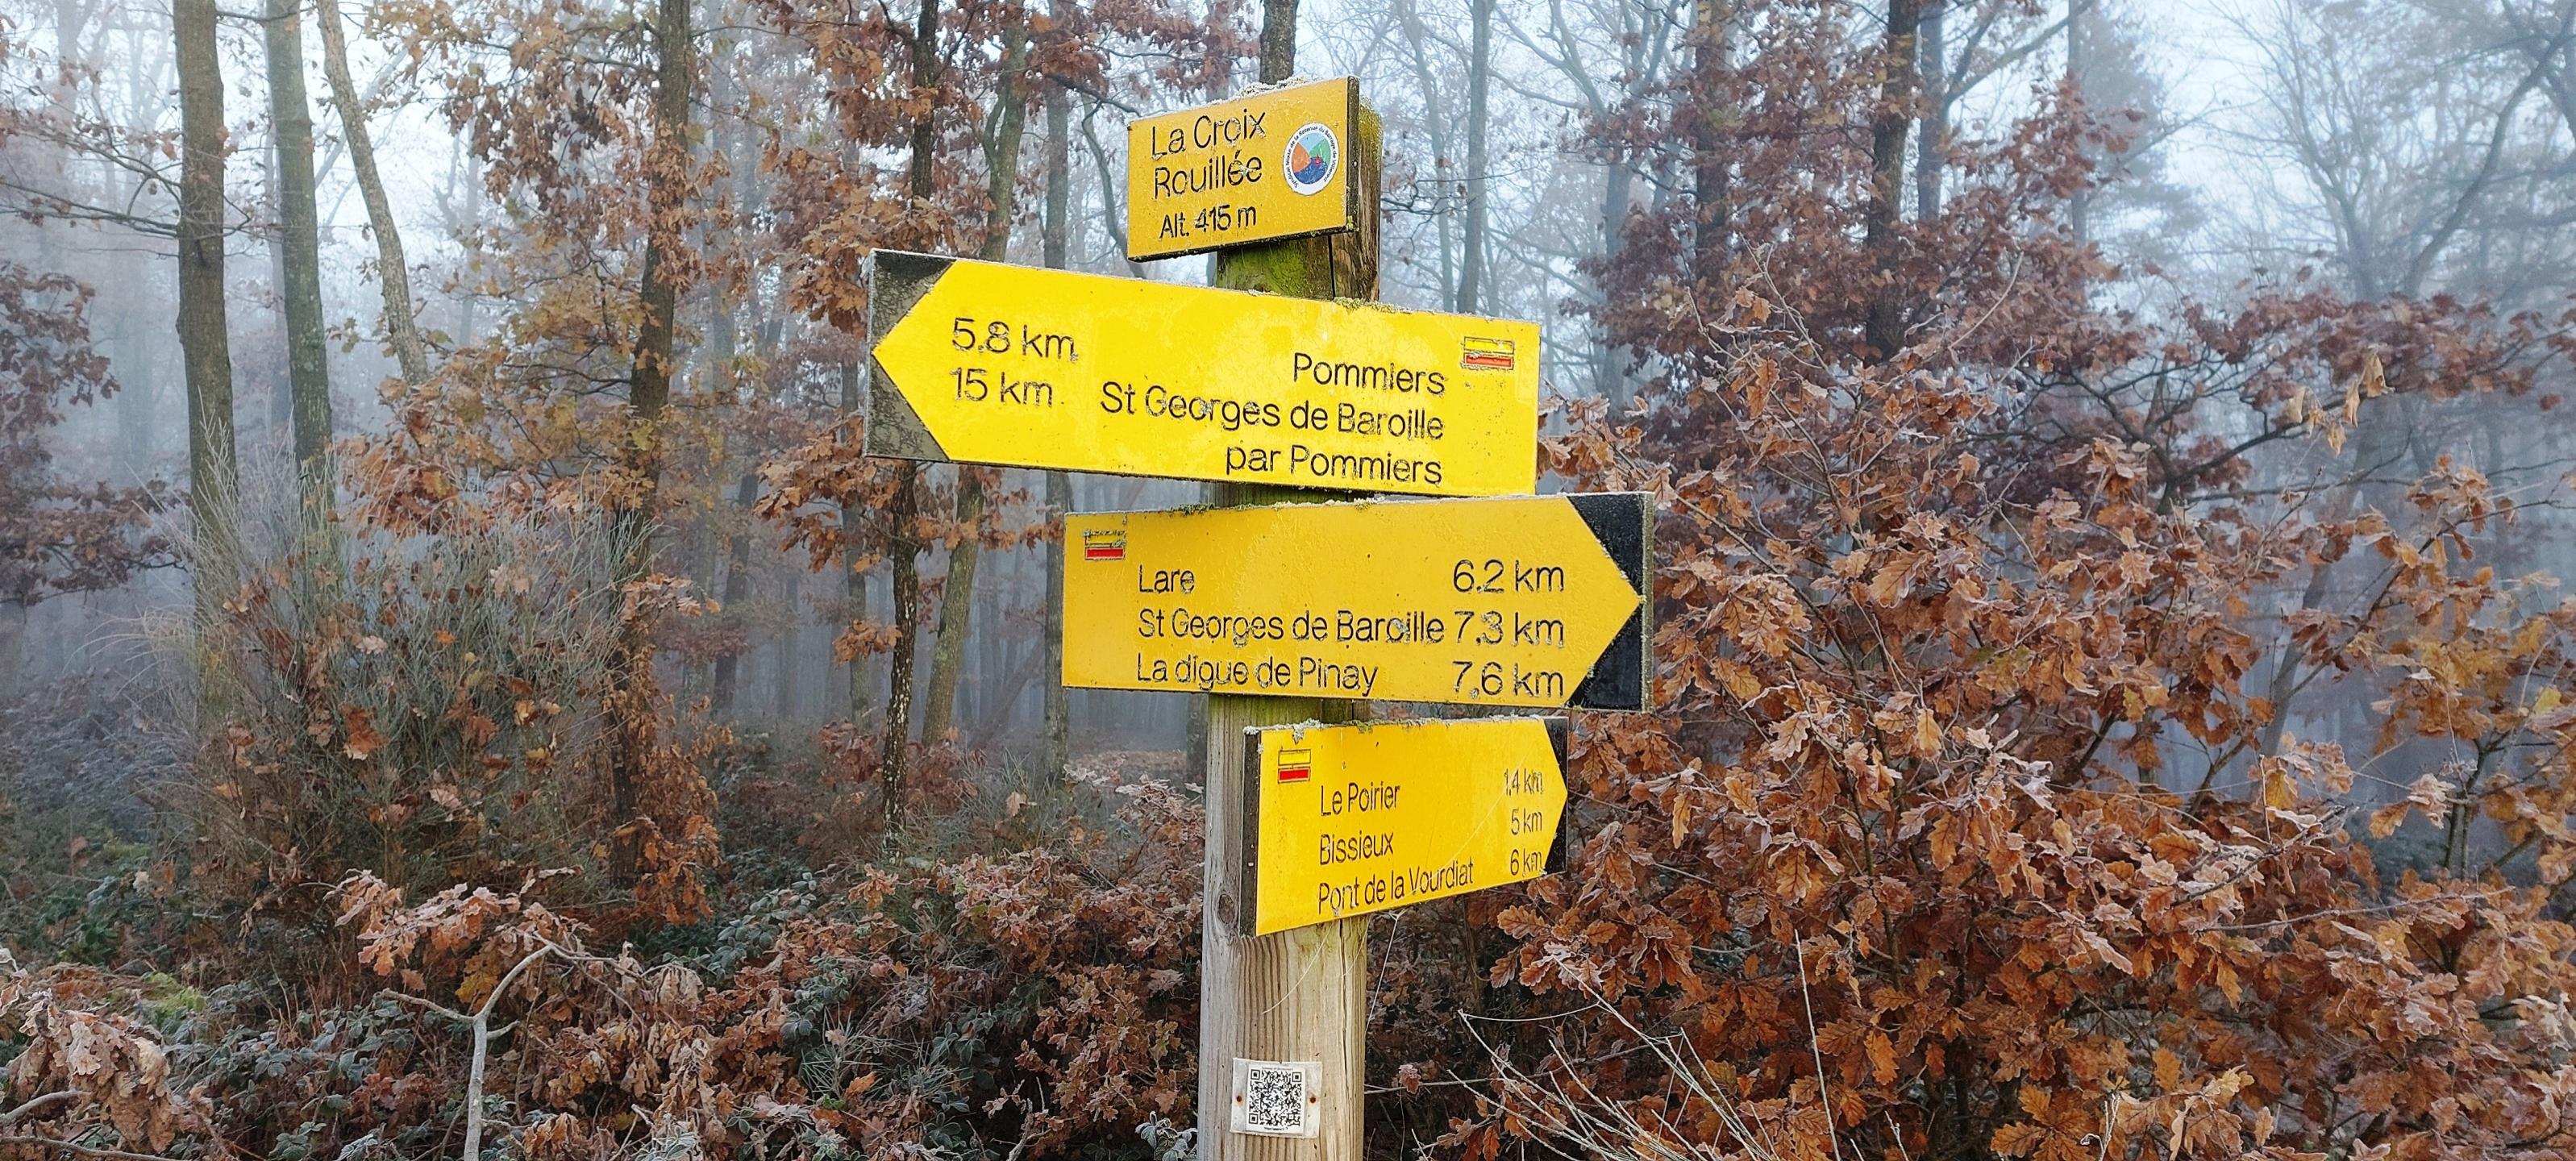 La Croix
Rouillée
Alt. 415 m
5.8 km Pommiers
15 km St Georges de Baroille
par Pommiers
Lare 6.2 km
St Georges de Baroille 7.3 km
La digue de Pinay 7.6 km
Le Poirier 1.4 km
Bissieux 5 km
Pont de la Vourdiat 6 km